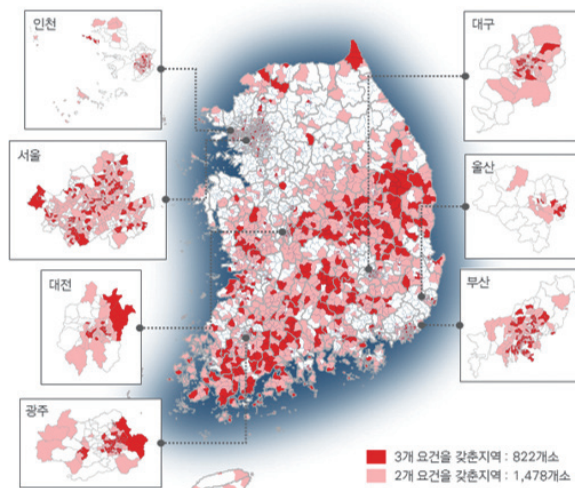 인천
대구
서울
울산
대전
부산
광주
3개 요건을 갖춘지역 : 822개소
2개 요건을 갖춘지역 : 1,478개소